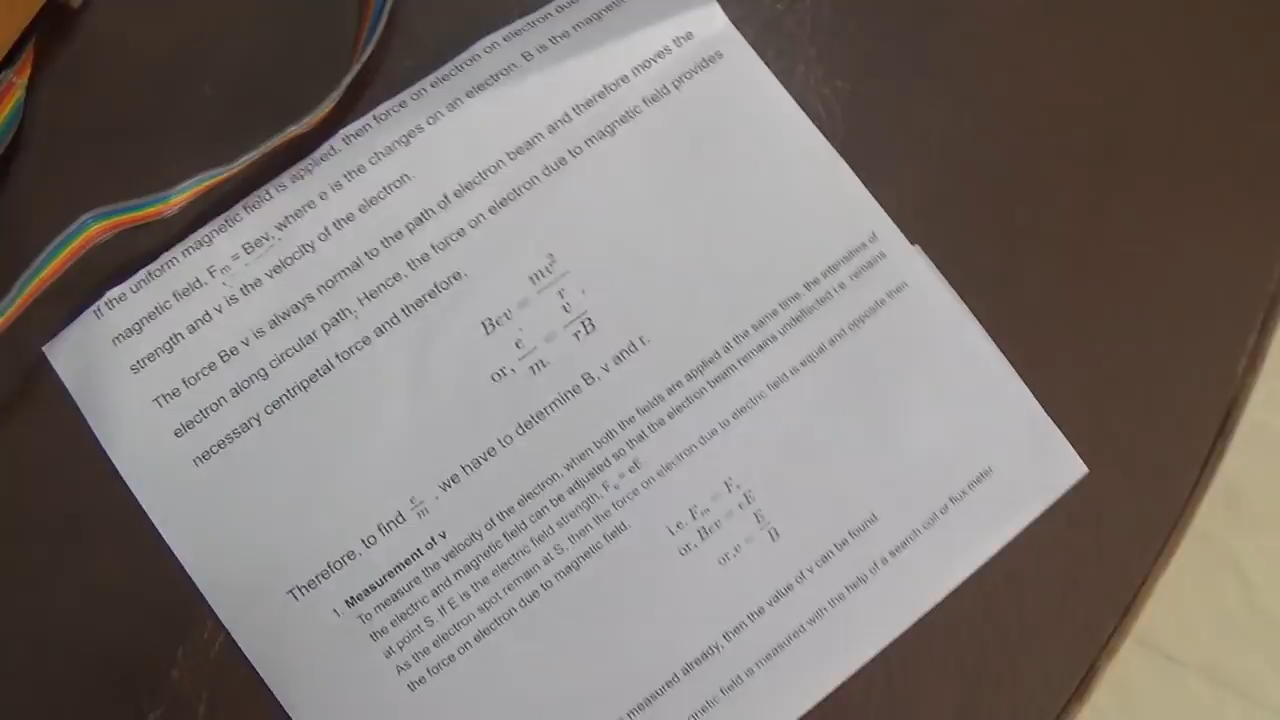 If the uniform magnetic field is applied, then force on electron on electron due
magnetic field, Fm = Bev, where e is the changes on an electron, B is the magnetic
strength and v is the velocity of the electron.
The force Be v is always normal to the path of electron beam and therefore moves the
electron along circular path. Hence, the force on electron due to magnetic field provides
necessary centripetal force and therefore,
Bev = mv²/r
or, e/m = v/rB
Therefore, to find e/m, we have to determine B, v and r.
1. Measurement of v
To measure the velocity of the electron, when both the fields are applied at the same time, the intensities of
the electric and magnetic field can be adjusted so that the electron beam remains undeflected i.e. remains
at point S. If E is the electric field strength, Fe = eE
As the electron spot remain at S, then the force on electron due to electric field is equal and opposite then
the force on electron due to magnetic field.
i.e. Fm = Fe
or, Bev = eE
or, v = E/B
measured already, then the value of v can be found
netic field is measured with the help of a search coil or flux meter